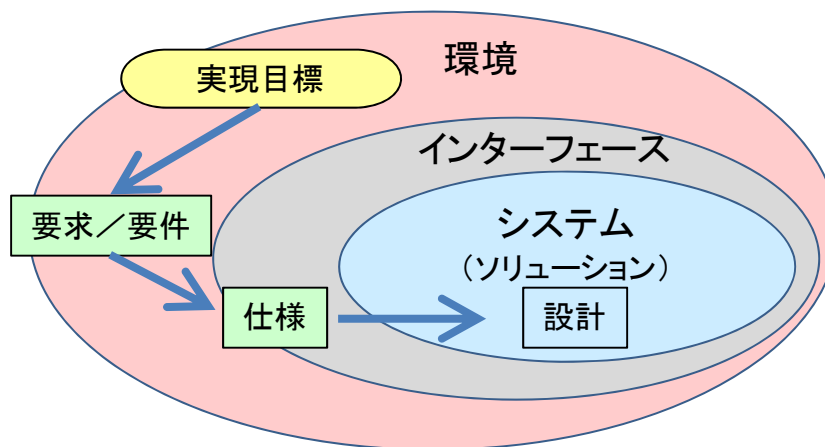 環境
実現目標
インターフェース
要求／要件
システム
（ソリューション）
仕様
設計